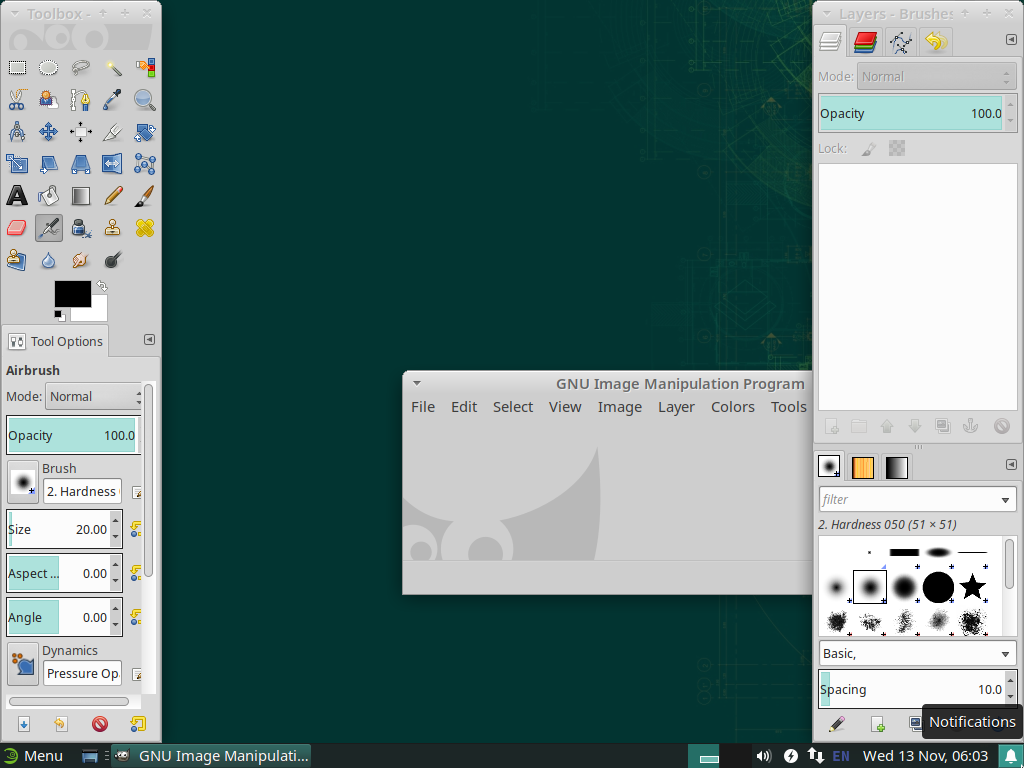 Toolbox -
Tool Options
Airbrush
Mode: Normal
Opacity 100.0
Brush
2. Hardness
Size 20.00
Aspect ... 0.00
Angle 0.00
Dynamics
Pressure Op
GNU Image Manipulation Program
File Edit Select View Image Layer Colors Tools
Layers - Brushes
Mode: Normal
Opacity 100.0
Lock:
filter
2. Hardness 050 (51 × 51)
Basic,
Spacing 10.0
Notifications
Menu
GNU Image Manipulati...
EN
Wed 13 Nov, 06:03